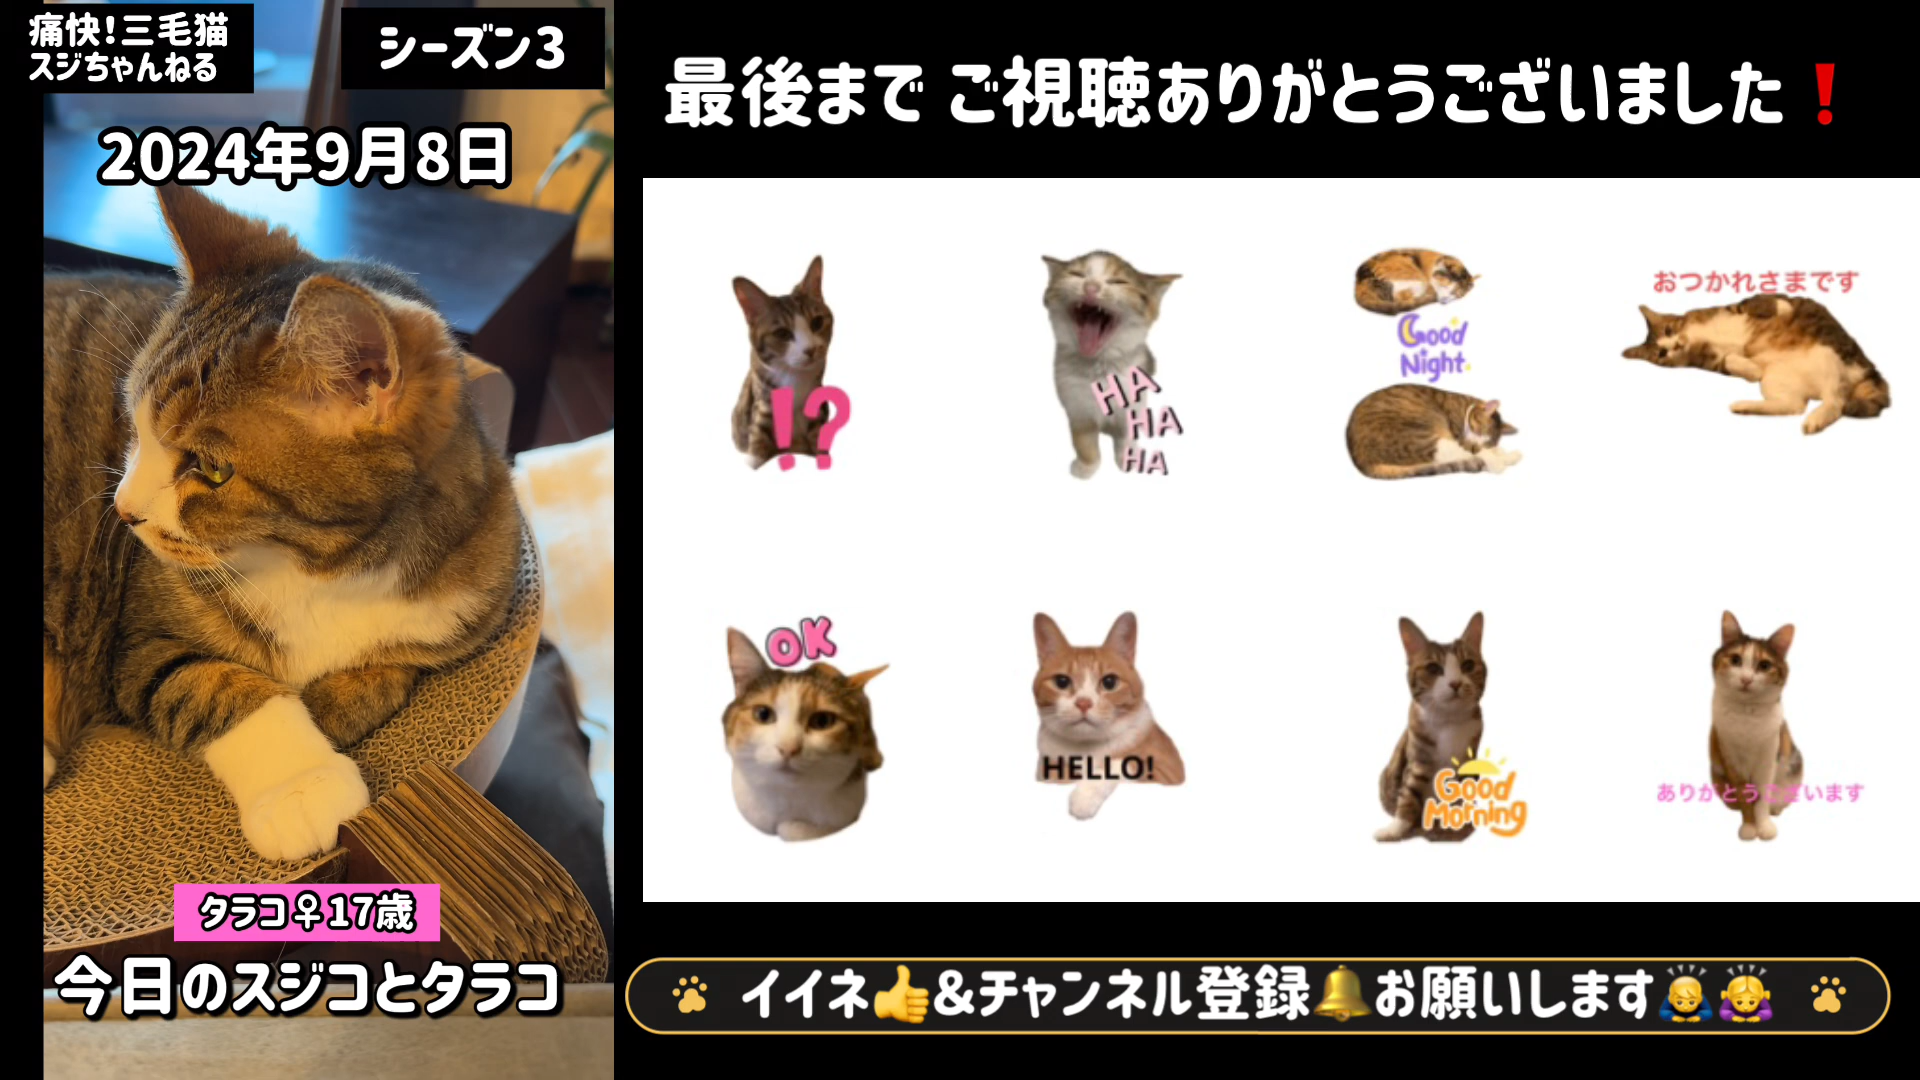 痛快!三毛猫
スジちゃんねる
シーズン3
2024年9月8日
タラコ♀17歳
今日のスジコとタラコ
最後まで ご視聴ありがとうございました❗
!?
HA
HA
HA
Good
Night
おつかれさまです
OK
HELLO!
Good
Morning
ありがとうございます
イイネ👍&チャンネル登録🔔お願いします🙇‍♂️🙇‍♀️